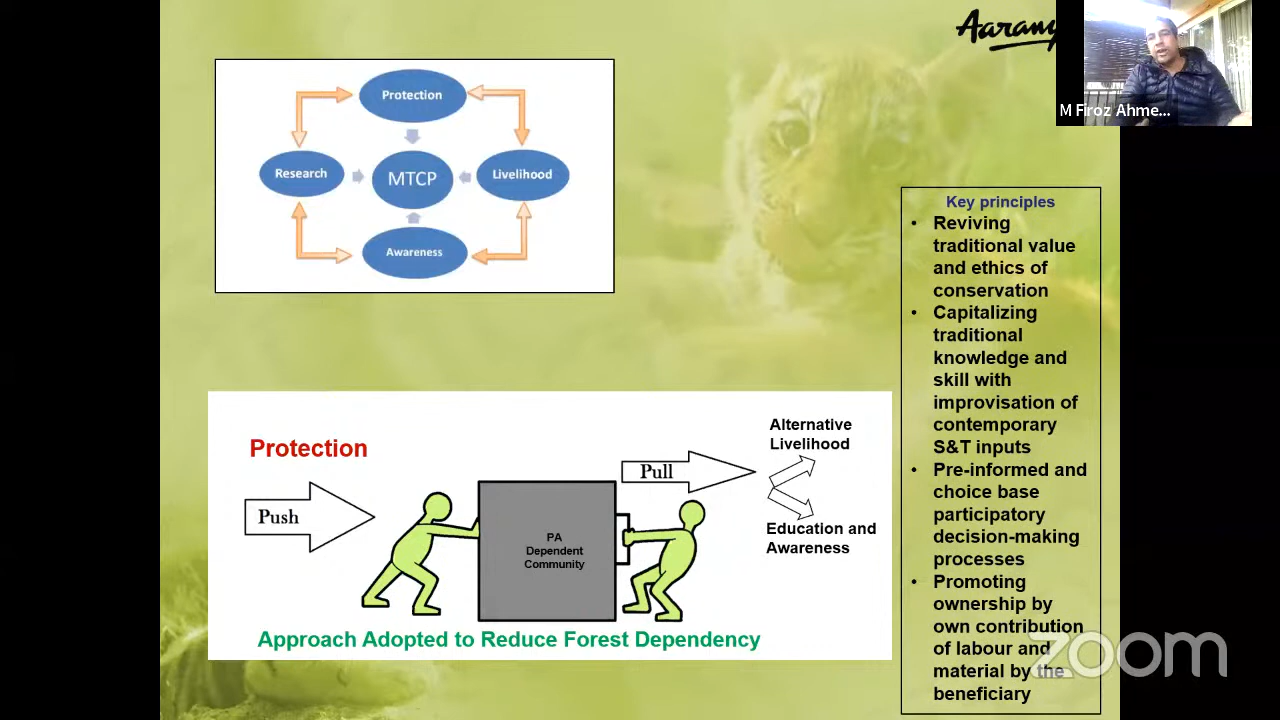 Aarany
M Firoz Ahme...
Protection
Research
MTCP
Livelihood
Awareness
Key principles
• Reviving
traditional value
and ethics of
conservation
• Capitalizing
traditional
knowledge and
skill with
improvisation of
contemporary
S&T inputs
• Pre-informed and
choice base
participatory
decision-making
processes
• Promoting
ownership by
own contribution
of labour and
material by the
beneficiary
Protection
Push
PA
Dependent
Community
Pull
Alternative
Livelihood
Education and
Awareness
Approach Adopted to Reduce Forest Dependency
zoom